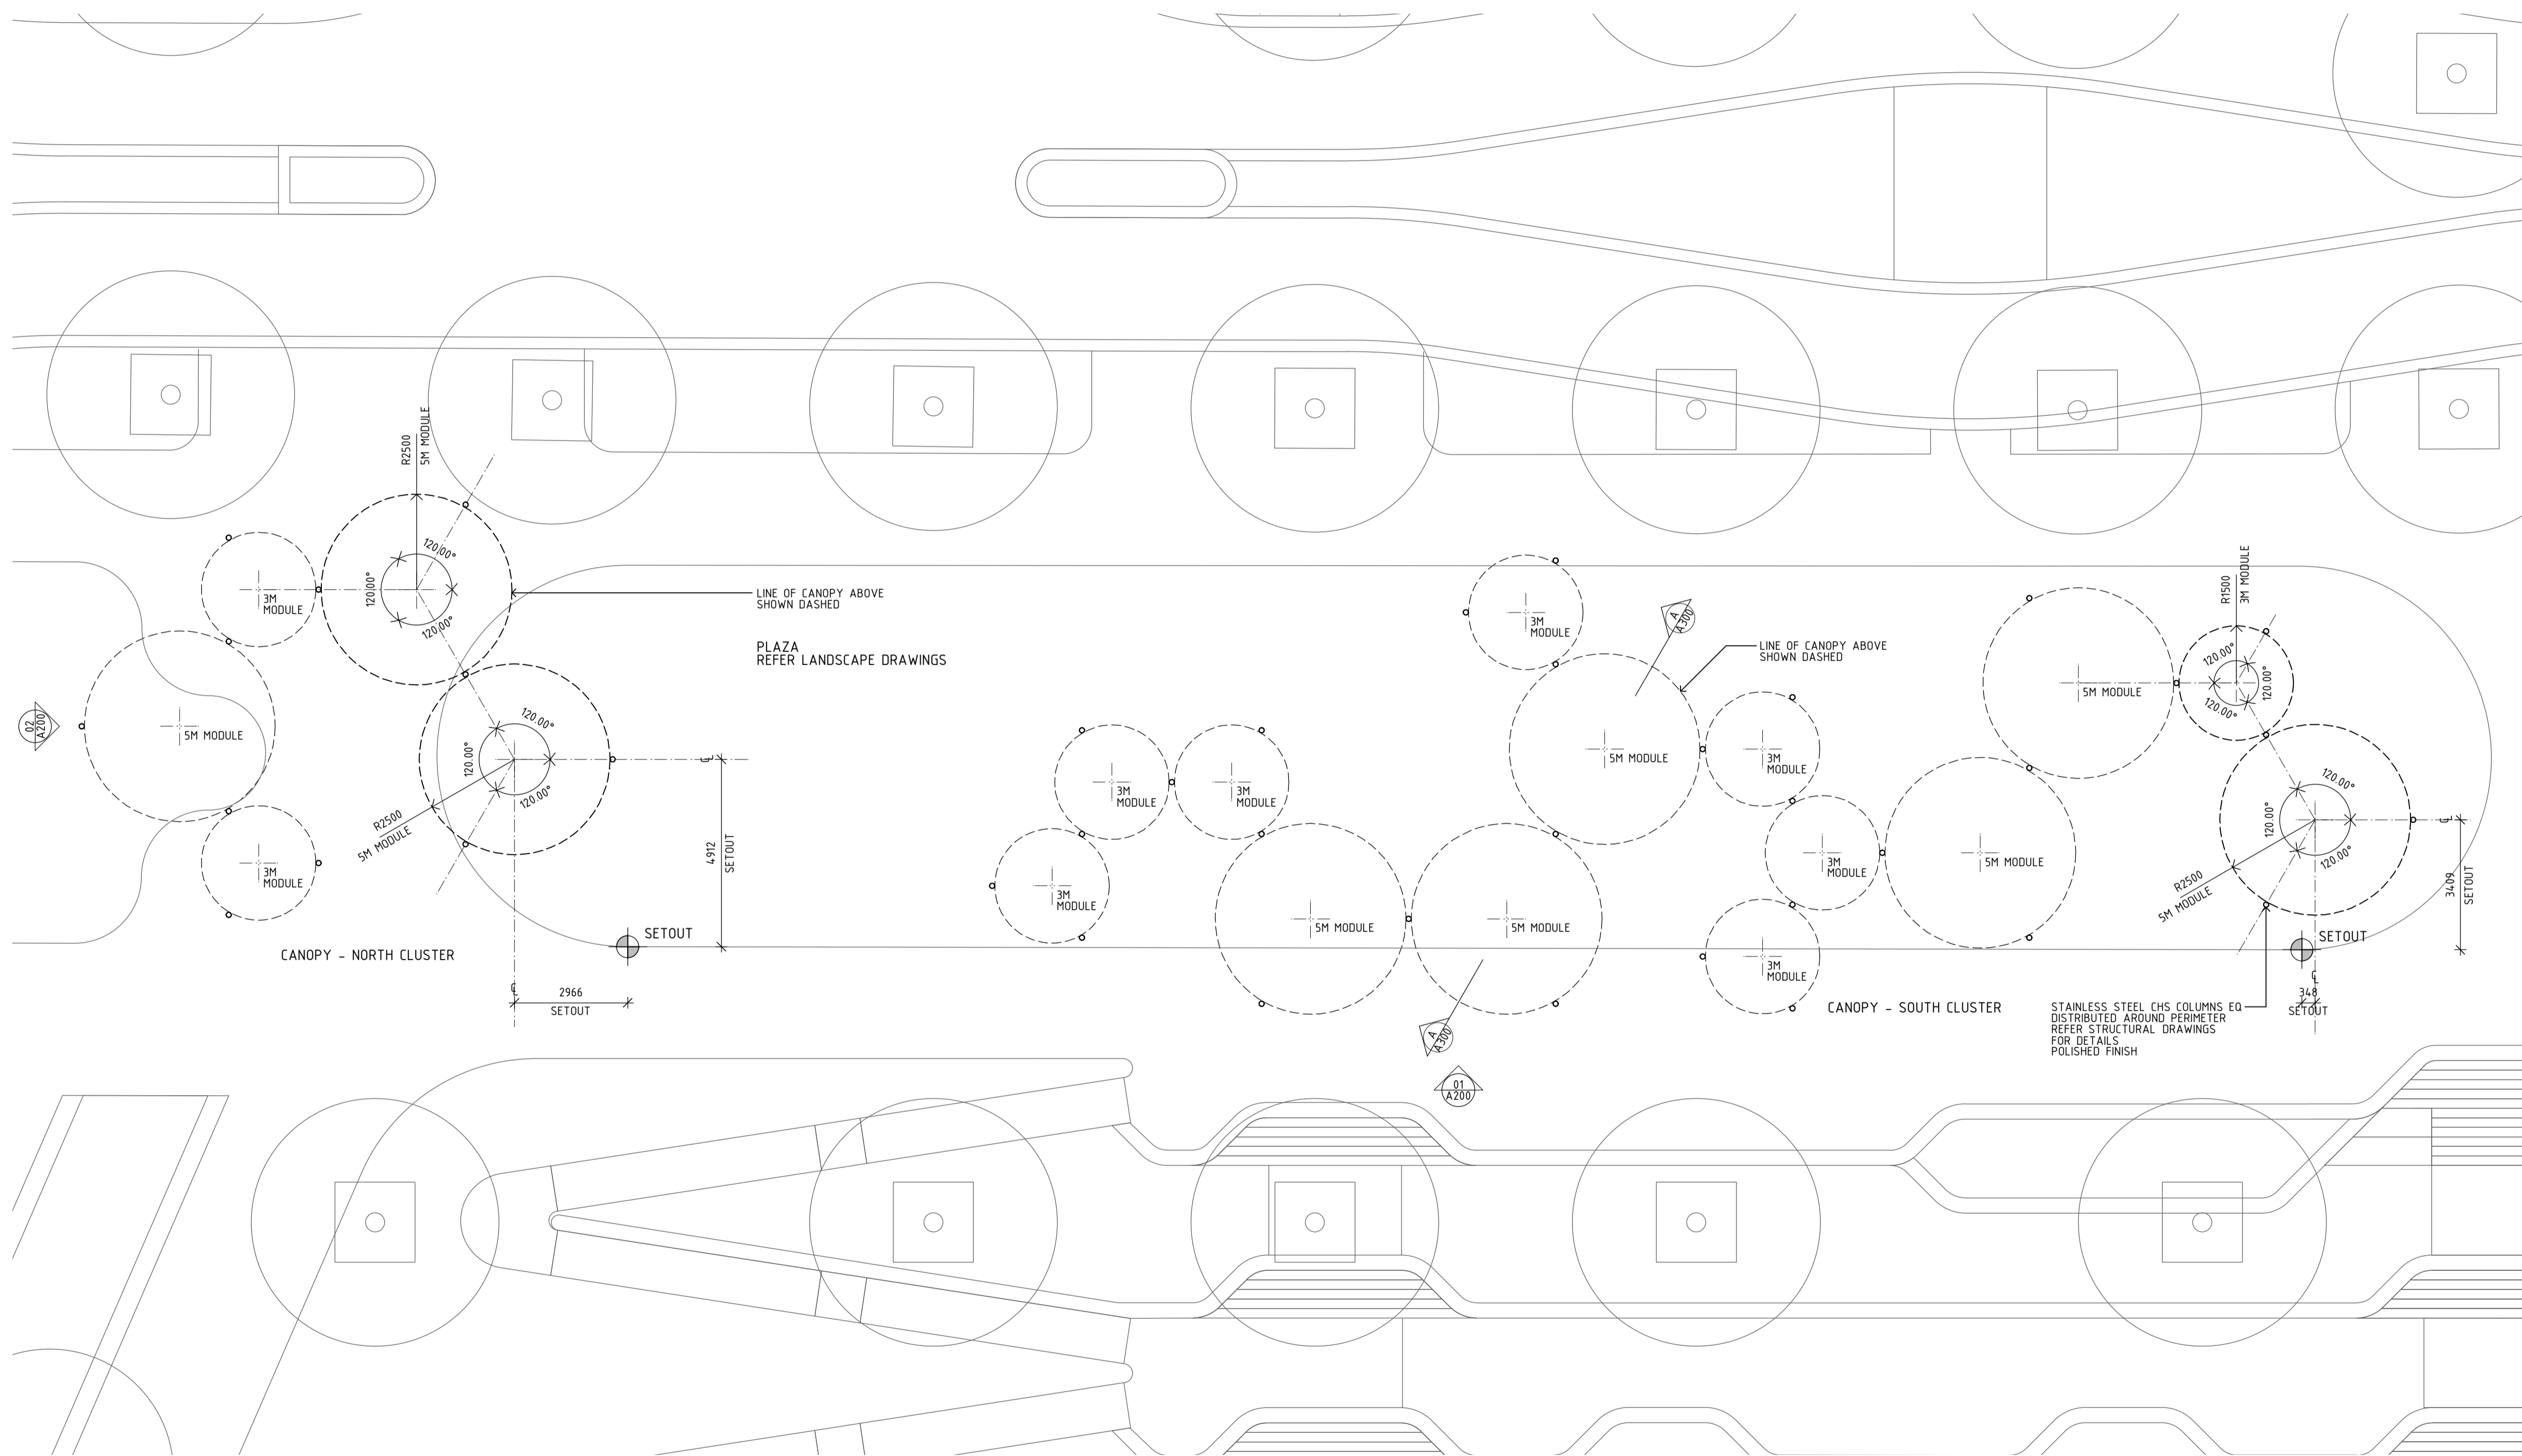 R2500
5M MODULE
120.00°
120.00°
120.00°
3M
MODULE
LINE OF CANOPY ABOVE
SHOWN DASHED
PLAZA
REFER LANDSCAPE DRAWINGS
02
A200
5M MODULE
120.00°
120.00°
120.00°
R2500
5M MODULE
3M
MODULE
CANOPY - NORTH CLUSTER
SETOUT
4912
SETOUT
℄
℄
2966
SETOUT
3M
MODULE
3M
MODULE
3M
MODULE
5M MODULE
5M MODULE
3M
MODULE
A
A300
LINE OF CANOPY ABOVE
SHOWN DASHED
5M MODULE
3M
MODULE
3M
MODULE
3M
MODULE
A
A300
01
A200
5M MODULE
5M MODULE
R1500
3M MODULE
120.00°
120.00°
120.00°
120.00°
120.00°
120.00°
R2500
5M MODULE
℄
3409
SETOUT
SETOUT
℄
348
SETOUT
CANOPY - SOUTH CLUSTER
STAINLESS STEEL CHS COLUMNS EQ
DISTRIBUTED AROUND PERIMETER
REFER STRUCTURAL DRAWINGS
FOR DETAILS
POLISHED FINISH